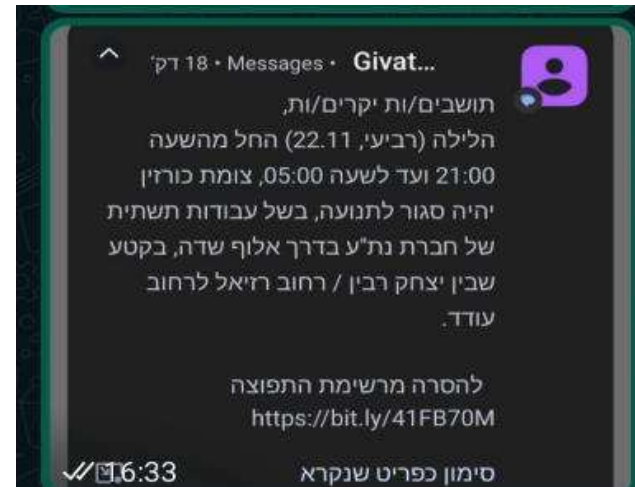 Givat... • Messages • 18 דק'
תושבים/ות יקרים/ות,
הלילה (רביעי, 22.11) החל מהשעה
21:00 ועד לשעה 05:00, צומת כורזין
יהיה סגור לתנועה, בשל עבודות תשתית
של חברת נת"ע בדרך אלוף שדה, בקטע
שבין יצחק רבין / רחוב רזיאל לרחוב
עודד.
להסרה מרשימת התפוצה
https://bit.ly/41FB70M
סימון כפריט שנקרא
16:33